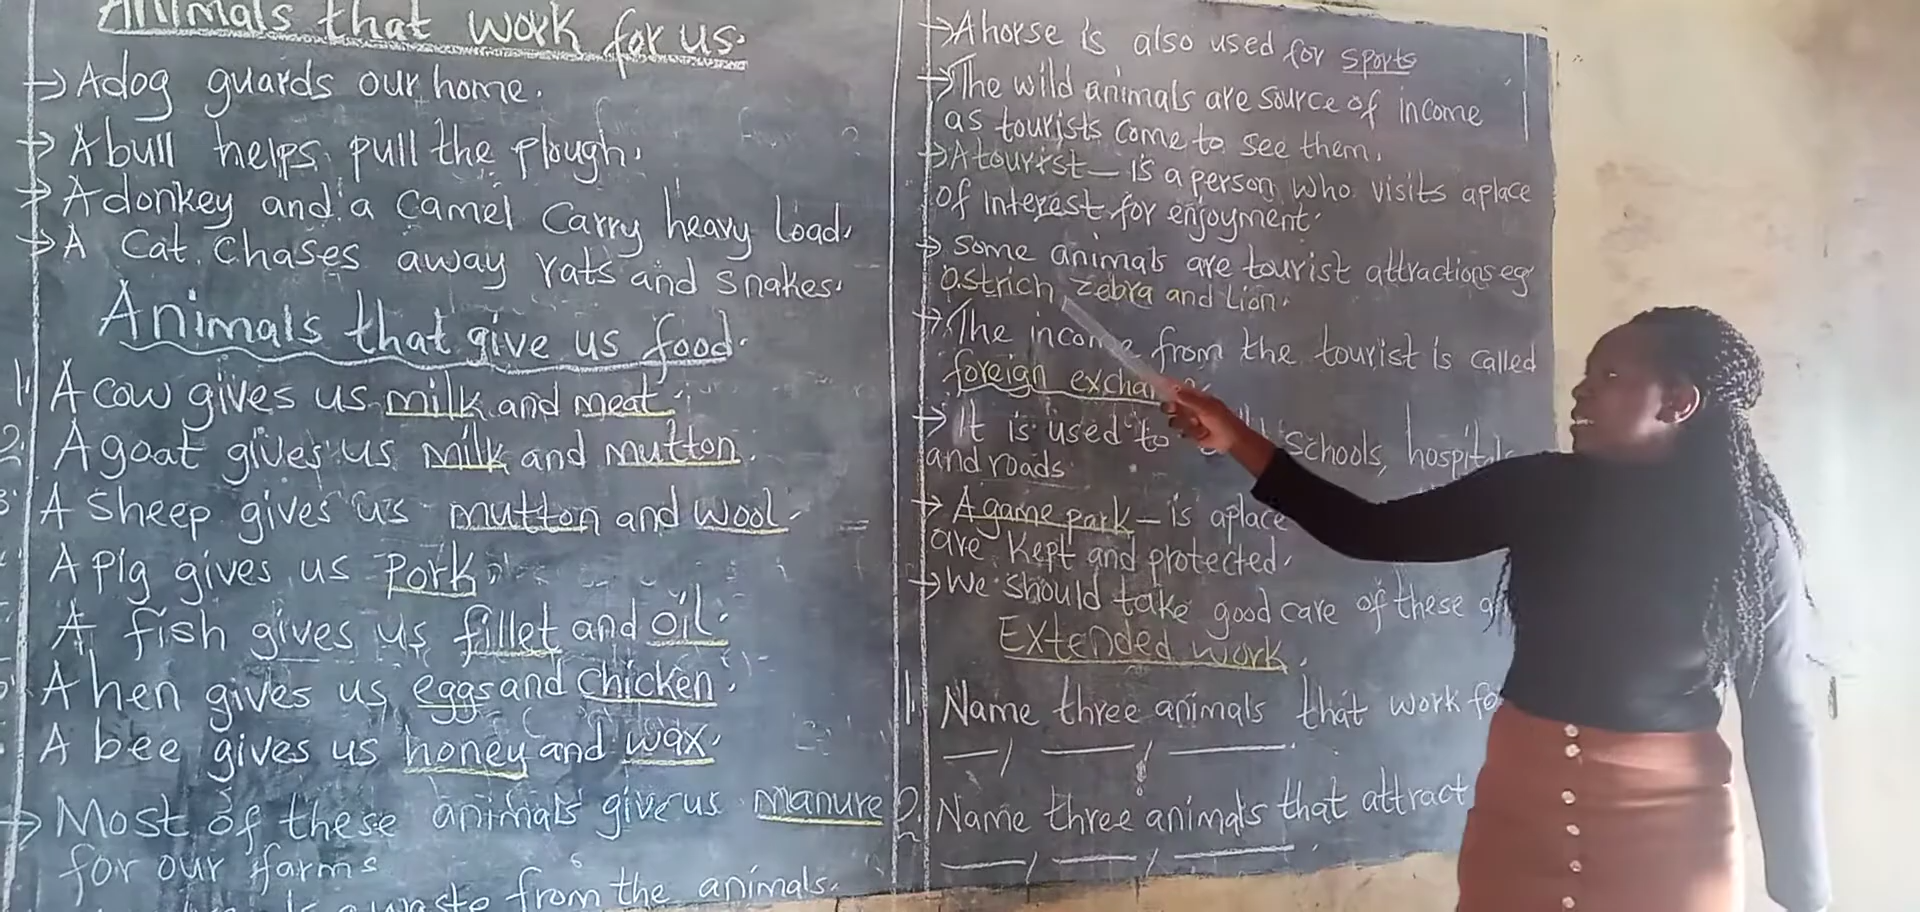 Animals that work for us.
→ A dog guards our home.
→ A bull helps pull the plough.
→ A donkey and a camel carry heavy load.
→ A cat chases away rats and snakes.
Animals that give us food.
1. A cow gives us milk and meat.
2. A goat gives us milk and mutton.
3. A sheep gives us mutton and wool.
A pig gives us pork.
A fish gives us fillet and oil.
A hen gives us eggs and chicken.
A bee gives us honey and wax.
→ Most of these animals give us manure
for our farms
is a waste from the animals.
→ A horse is also used for sports
→ The wild animals are source of income
as tourists come to see them.
→ A tourist – is a person who visits a place
of interest for enjoyment.
→ Some animals are tourist attractions eg
ostrich, zebra and Lion.
→ The income from the tourist is called
foreign
→ It is used to schools,
and roads
→ A game park – is a place
are kept and protected.
→ We should take good care of these
Extended work.
1. Name three animals that work
2. Name three animals that attract